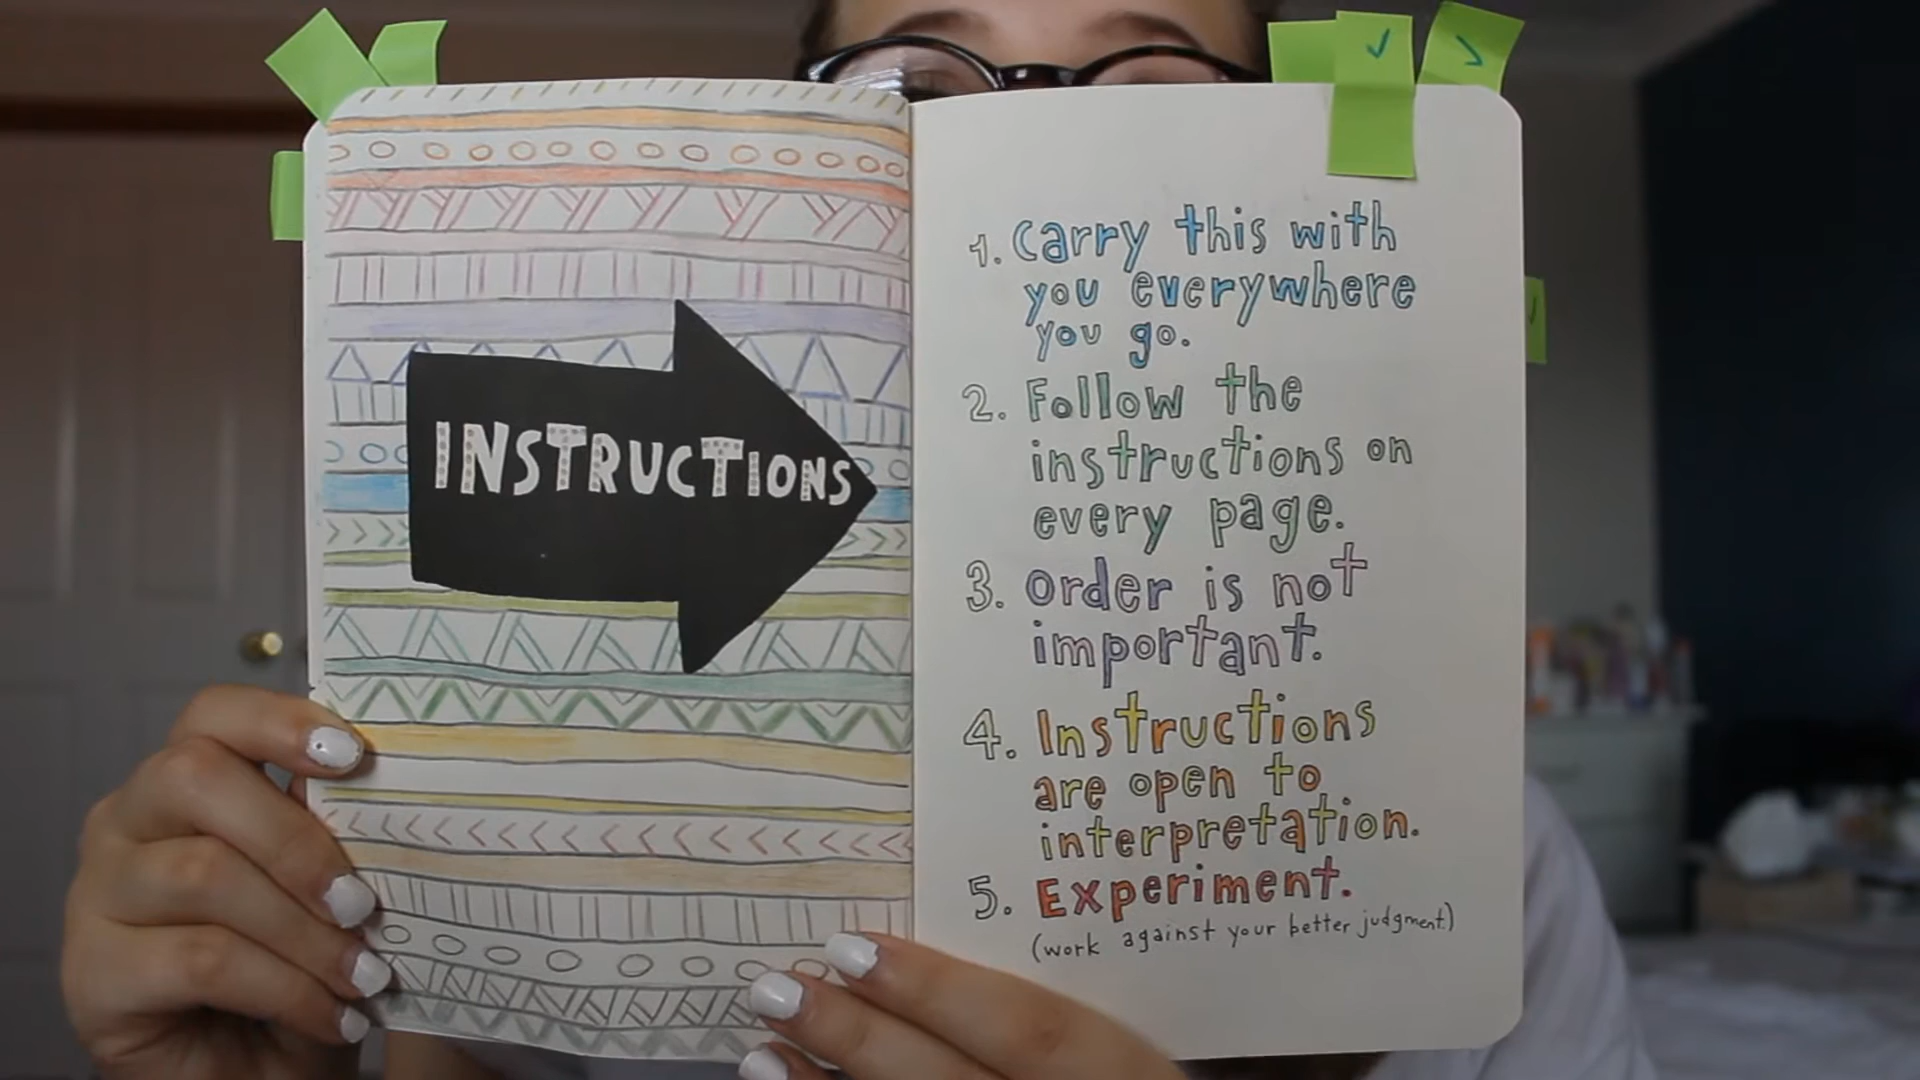 INSTRUCTIONS
1. Carry this with
you everywhere
you go.
2. Follow the
instructions on
every page.
3. Order is not
important.
4. Instructions
are open to
interpretation.
5. Experiment.
(work against your better judgment.)